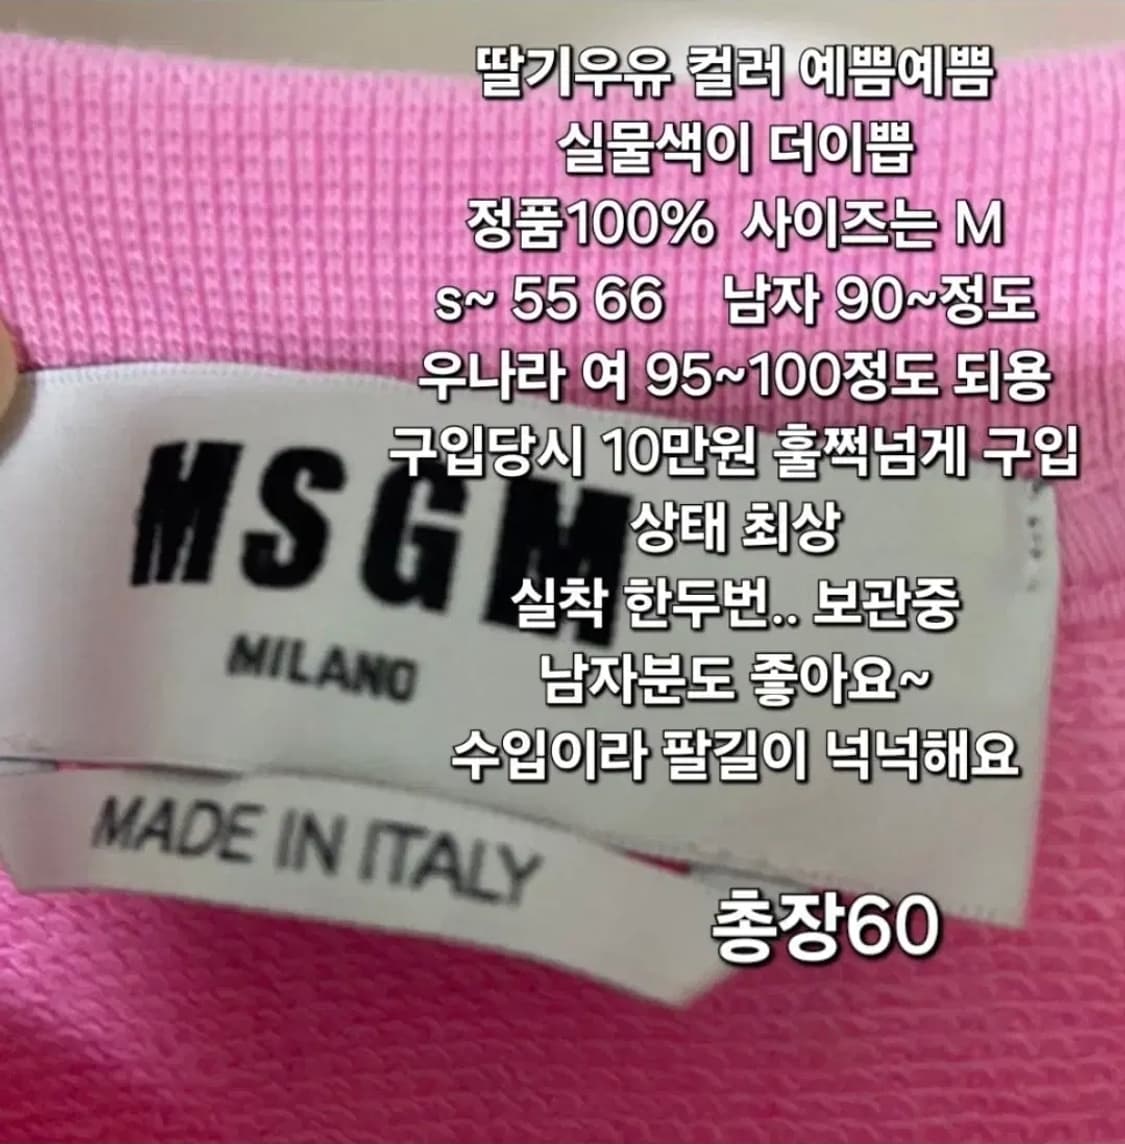 딸기우유 컬러 예쁨예쁨
실물색이 더이쁩
정품100% 사이즈는 M
s~ 55 66 남자 90~정도
우나라 여 95~100정도 되용
구입당시 10만원 훌쩍넘게 구입
상태 최상
실착 한두번.. 보관중
남자분도 좋아요~
수입이라 팔길이 넉넉해요
MSGM
MILANO
MADE IN ITALY
총장60